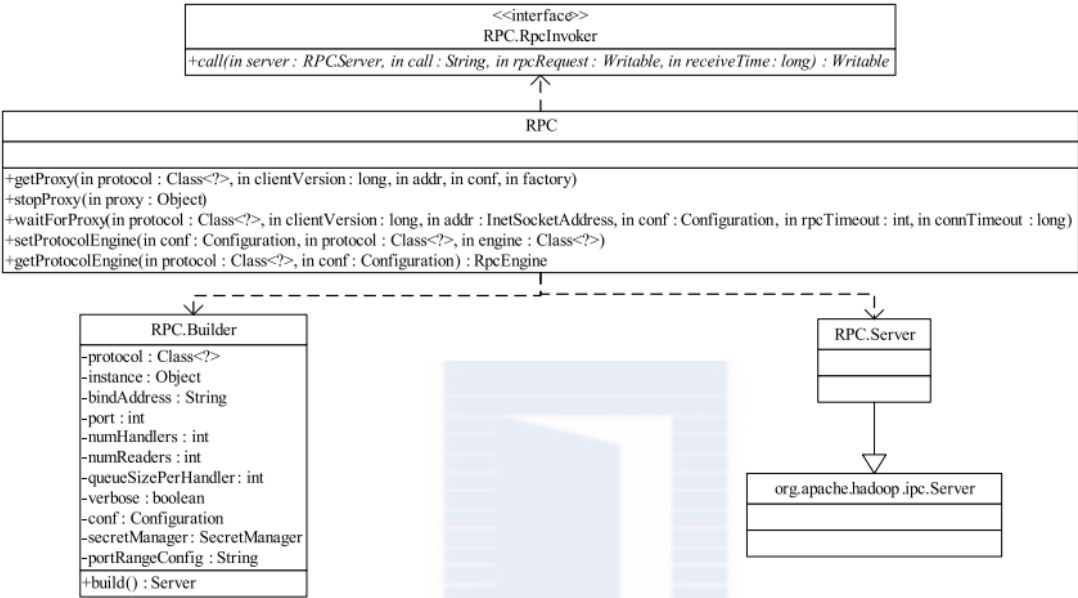 <<interface>>
RPC.RpcInvoker
+call(in server : RPC.Server, in call : String, in rpcRequest : Writable, in receiveTime : long) : Writable
RPC
+getProxy(in protocol : Class<?>, in clientVersion : long, in addr, in conf, in factory)
+stopProxy(in proxy : Object)
+waitForProxy(in protocol : Class<?>, in clientVersion : long, in addr : InetSocketAddress, in conf : Configuration, in rpcTimeout : int, in connTimeout : long)
+setProtocolEngine(in conf : Configuration, in protocol : Class<?>, in engine : Class<?>)
+getProtocolEngine(in protocol : Class<?>, in conf : Configuration) : RpcEngine
RPC.Builder
-protocol : Class<?>
-instance : Object
-bindAddress : String
-port : int
-numHandlers : int
-numReaders : int
-queueSizePerHandler : int
-verbose : boolean
-conf : Configuration
-secretManager : SecretManager
-portRangeConfig : String
+build() : Server
RPC.Server
org.apache.hadoop.ipc.Server